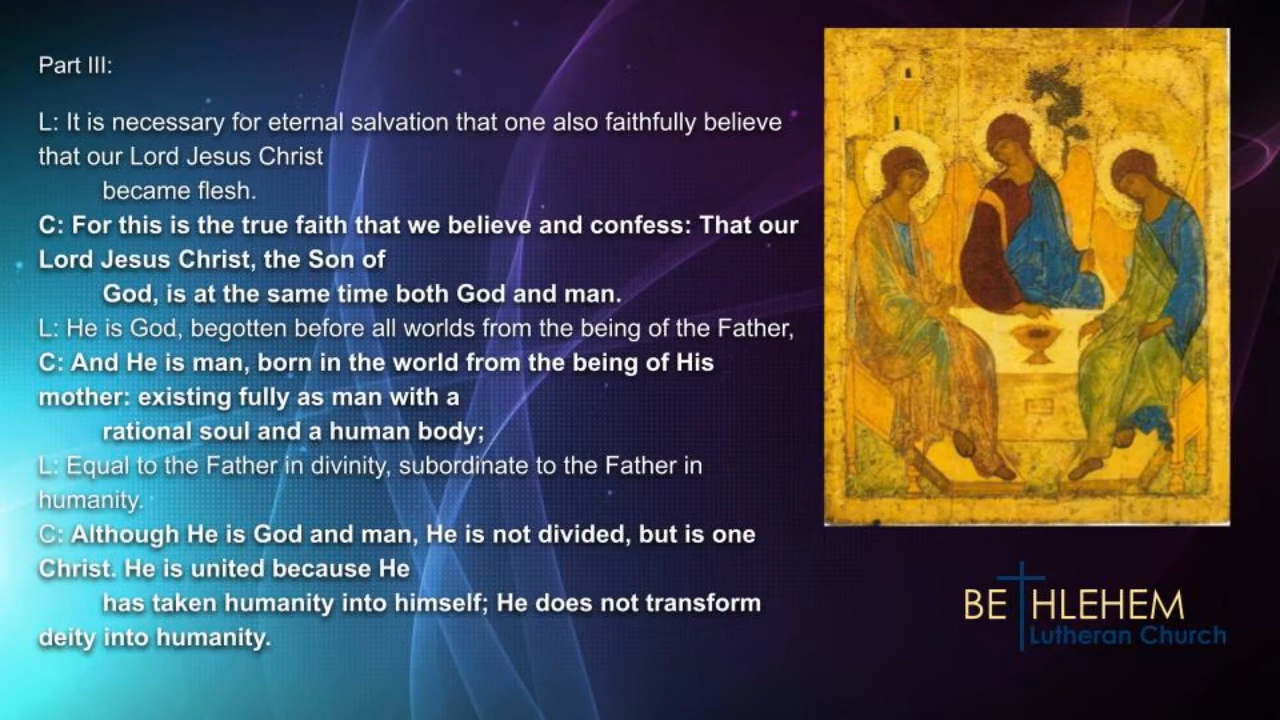 Part III:
L: It is necessary for eternal salvation that one also faithfully believe
that our Lord Jesus Christ
became flesh.
C: For this is the true faith that we believe and confess: That our
Lord Jesus Christ, the Son of
God, is at the same time both God and man.
L: He is God, begotten before all worlds from the being of the Father,
C: And He is man, born in the world from the being of His
mother: existing fully as man with a
rational soul and a human body;
L: Equal to the Father in divinity, subordinate to the Father in
humanity.
C: Although He is God and man, He is not divided, but is one
Christ. He is united because He
has taken humanity into himself; He does not transform
deity into humanity.
BETHLEHEM
Lutheran Church